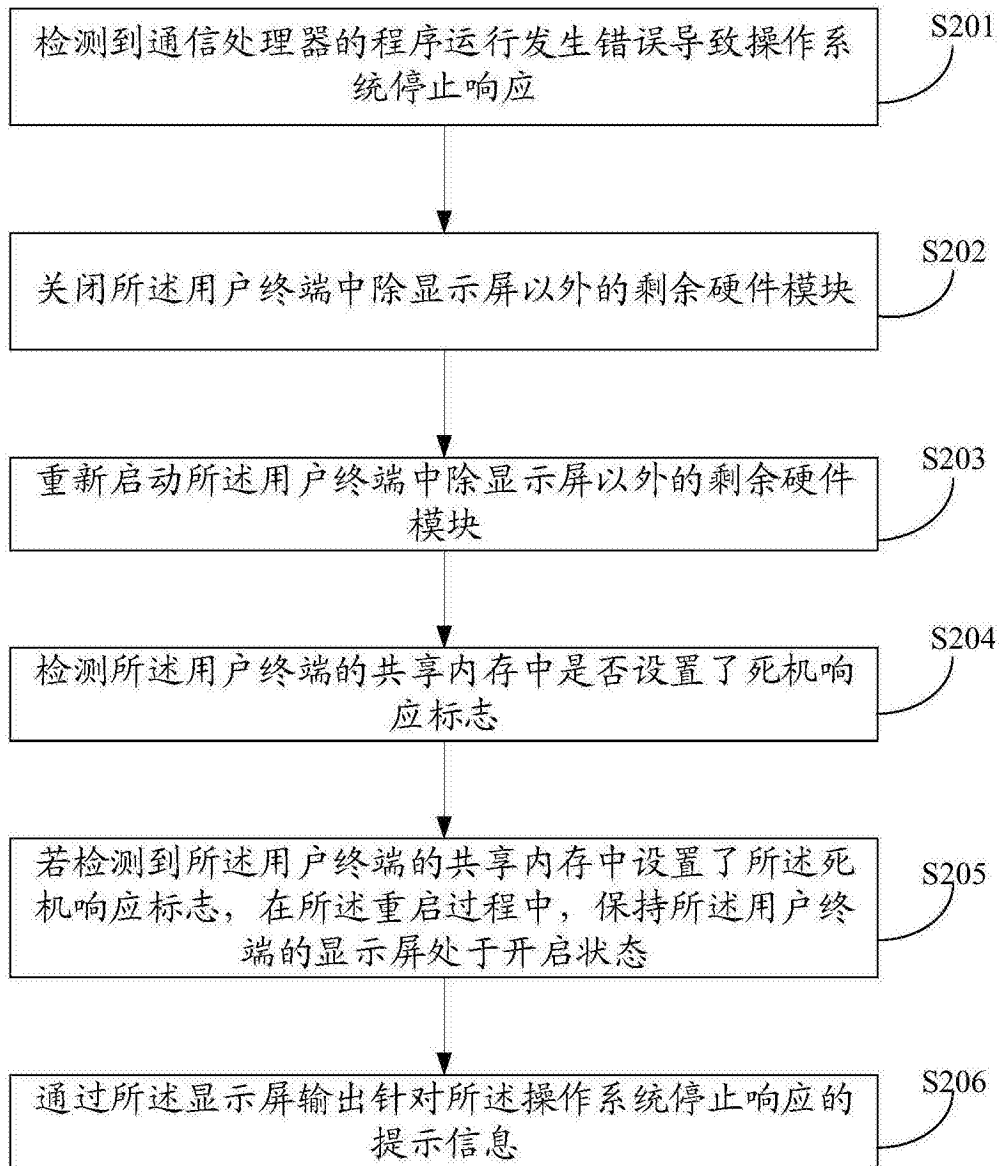 检测到通信处理器的程序运行发生错误导致操作系
统停止响应
S201
关闭所述用户终端中除显示屏以外的剩余硬件模块
S202
重新启动所述用户终端中除显示屏以外的剩余硬件
模块
S203
检测所述用户终端的共享内存中是否设置了死机响
应标志
S204
若检测到所述用户终端的共享内存中设置了所述死
机响应标志，在所述重启过程中，保持所述用户终
端的显示屏处于开启状态
S205
通过所述显示屏输出针对所述操作系统停止响应的
提示信息
S206